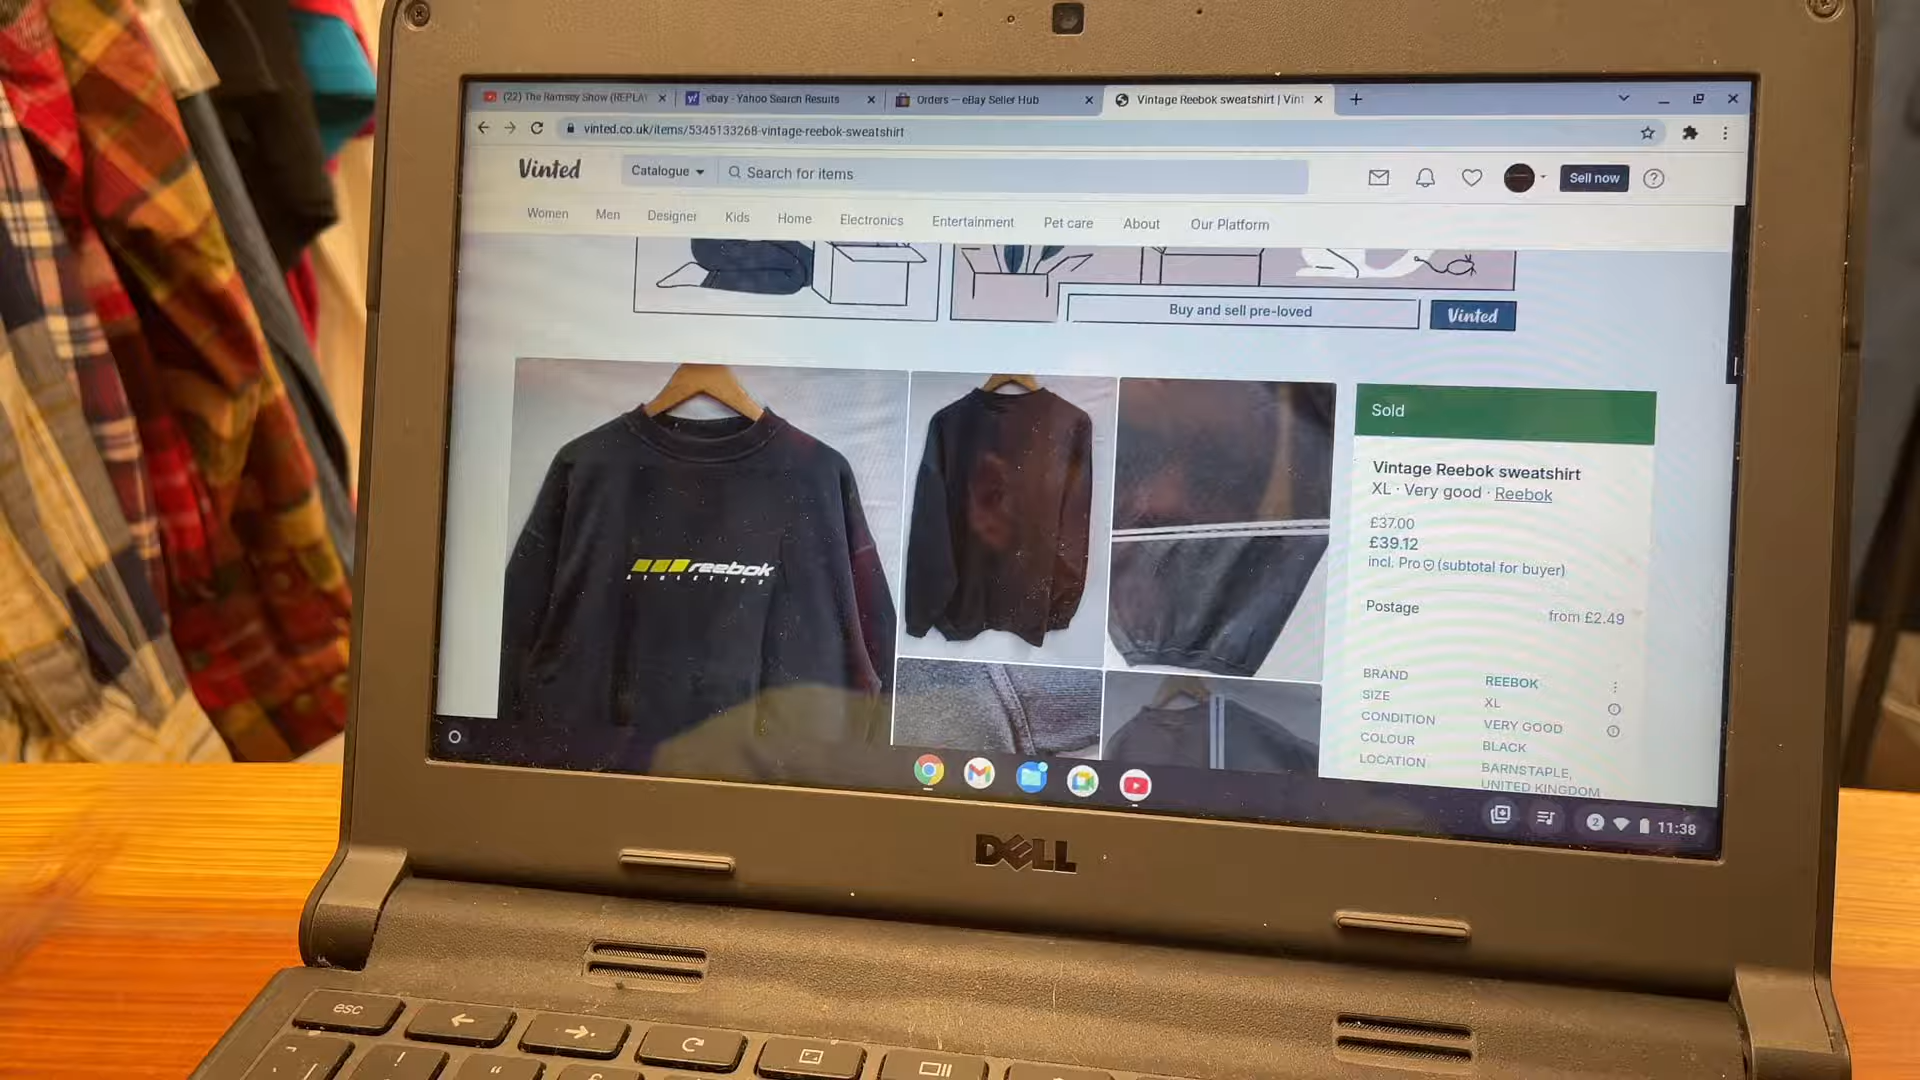 (22) The Ramsey Show (REPLAY
ebay - Yahoo Search Results
Orders — eBay Seller Hub
Vintage Reebok sweatshirt | Vint
vinted.co.uk/items/5345133268-vintage-reebok-sweatshirt
Vinted
Catalogue
Search for items
Sell now
Women
Men
Designer
Kids
Home
Electronics
Entertainment
Pet care
About
Our Platform
Buy and sell pre-loved
Vinted
reebok
ATHLETICS
Sold
Vintage Reebok sweatshirt
XL · Very good · Reebok
£37.00
£39.12
incl. Pro (subtotal for buyer)
Postage from £2.49
BRAND REEBOK
SIZE XL
CONDITION VERY GOOD
COLOUR BLACK
LOCATION BARNSTAPLE,
UNITED KINGDOM
2
11:38
DELL
esc